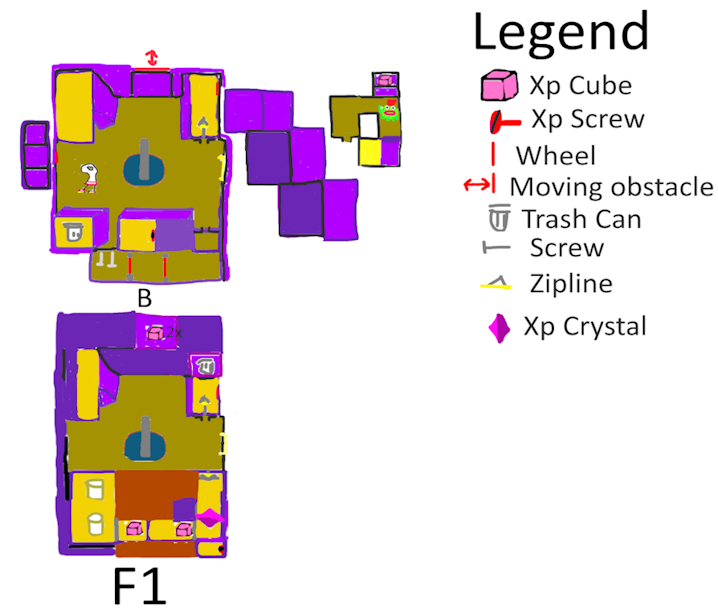 Legend
Xp Cube
Xp Screw
Wheel
Moving obstacle
Trash Can
Screw
Zipline
Xp Crystal
B
2x
F1